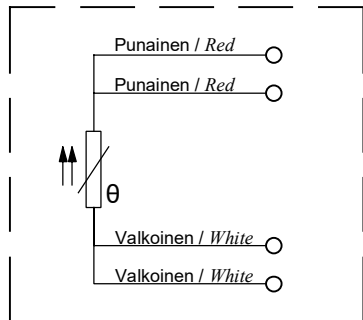 Punainen / Red
Punainen / Red
θ
Valkoinen / White
Valkoinen / White